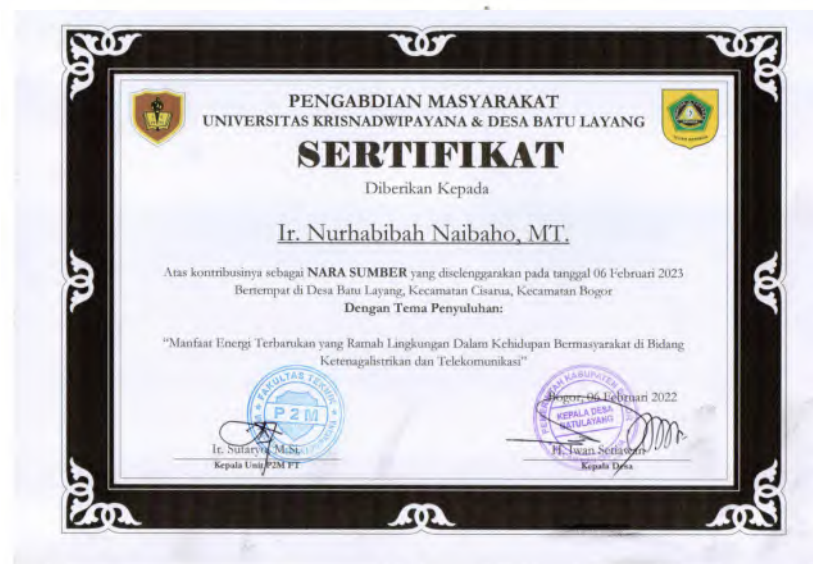 PENGABDIAN MASYARAKAT
UNIVERSITAS KRISNADWIPAYANA & DESA BATU LAYANG
SERTIFIKAT
Diberikan Kepada
Ir. Nurhabibah Naibaho, MT.
Atas kontribusinya sebagai NARA SUMBER yang diselenggarakan pada tanggal 06 Februari 2023
Bertempat di Desa Batu Layang, Kecamatan Cisarua, Kecamatan Bogor
Dengan Tema Penyuluhan:
"Manfaat Energi Terbarukan yang Ramah Lingkungan Dalam Kehidupan Bermasyarakat di Bidang
Ketenagalistrikan dan Telekomunikasi"
Bogor, 06 Februari 2022
FAKULTAS TEKNIK
P2M
KABUPATEN
KEPALA DESA
BATULAYANG
Ir. Sutaryo, M.Si.
Kepala Unit P2M FT
H. Iwan Setiawan
Kepala Desa